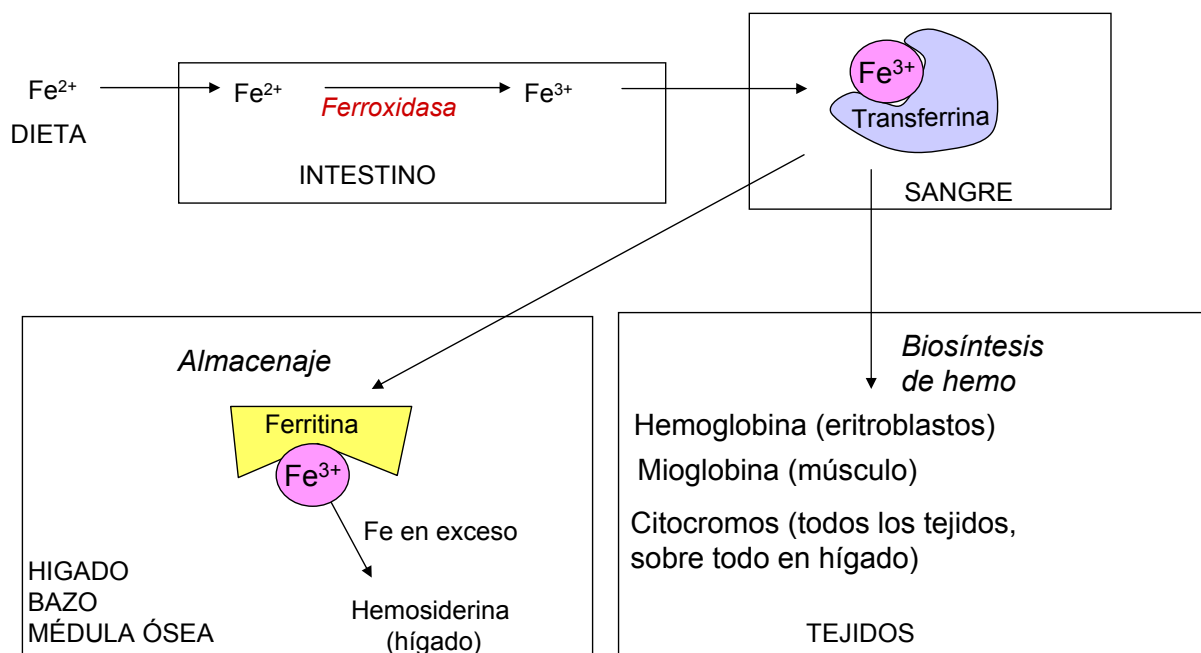 Fe²⁺
DIETA
Fe²⁺
Ferroxidasa
Fe³⁺
INTESTINO
Fe³⁺
Transferrina
SANGRE
Almacenaje
Ferritina
Fe³⁺
Fe en exceso
Hemosiderina
(hígado)
HIGADO
BAZO
MÉDULA ÓSEA
Biosíntesis
de hemo
Hemoglobina (eritroblastos)
Mioglobina (músculo)
Citocromos (todos los tejidos,
sobre todo en hígado)
TEJIDOS